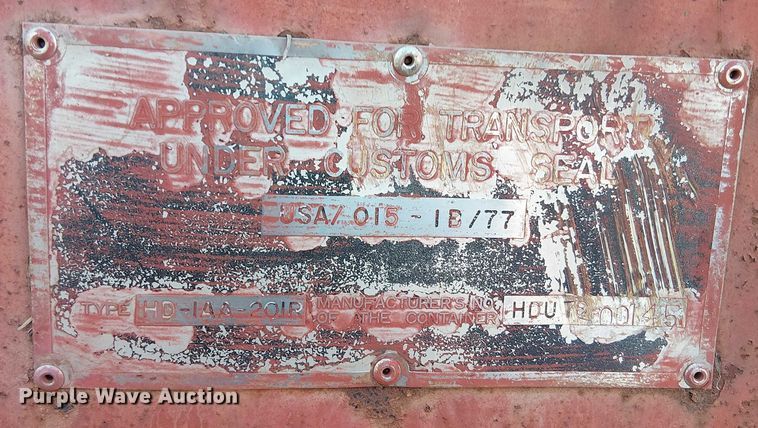 APPROVED FOR TRANSPORT
UNDER CUSTOMS SEAL
USA/ 015 - 1B/77
TYPE HD-1AA-201R MANUFACTURER'S NO.
OF THE CONTAINER HDU
Purple Wave Auction